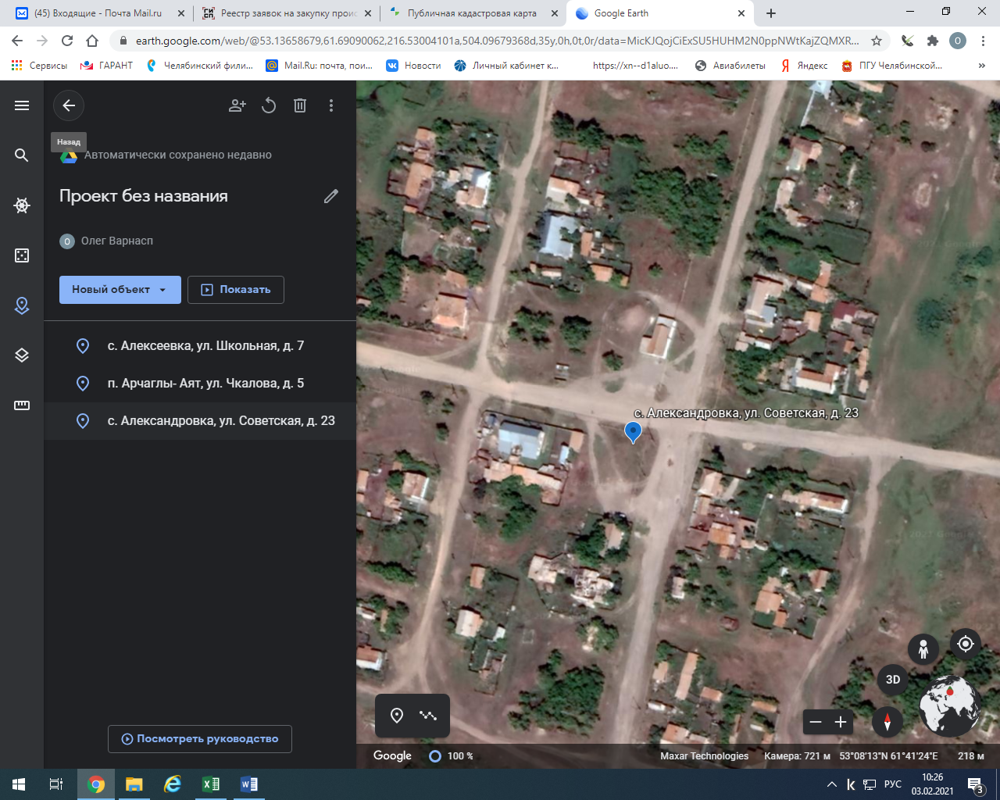 (45) Входящие - Почта Mail.ru
Реестр заявок на закупку проис
Публичная кадастровая карта
Google Earth
earth.google.com/web/@53.13658679,61.69090062,216.53004101a,504.09679368d,35y,0h,0t,0r/data=MicKJQojCiExSU5HUHM2N0ppNWtKajZQMXR...
О
Сервисы
ГАРАНТ
Челябинский фили...
Mail.Ru: почта, пои...
Новости
Личный кабинет к...
https://xn--d1aluo....
Авиабилеты
Яндекс
ПГУ Челябинской...
»
Назад
Автоматически сохранено недавно
Проект без названия
О Олег Варнасп
Новый объект
Показать
с. Алексеевка, ул. Школьная, д. 7
п. Арчаглы- Аят, ул. Чкалова, д. 5
с. Александровка, ул. Советская, д. 23
Посмотреть руководство
с. Александровка, ул. Советская, д. 23
3D
Google
100 %
Maxar Technologies
Камера: 721 м
53°08'13"N 61°41'24"E
218 м
РУС
10:26
03.02.2021
3